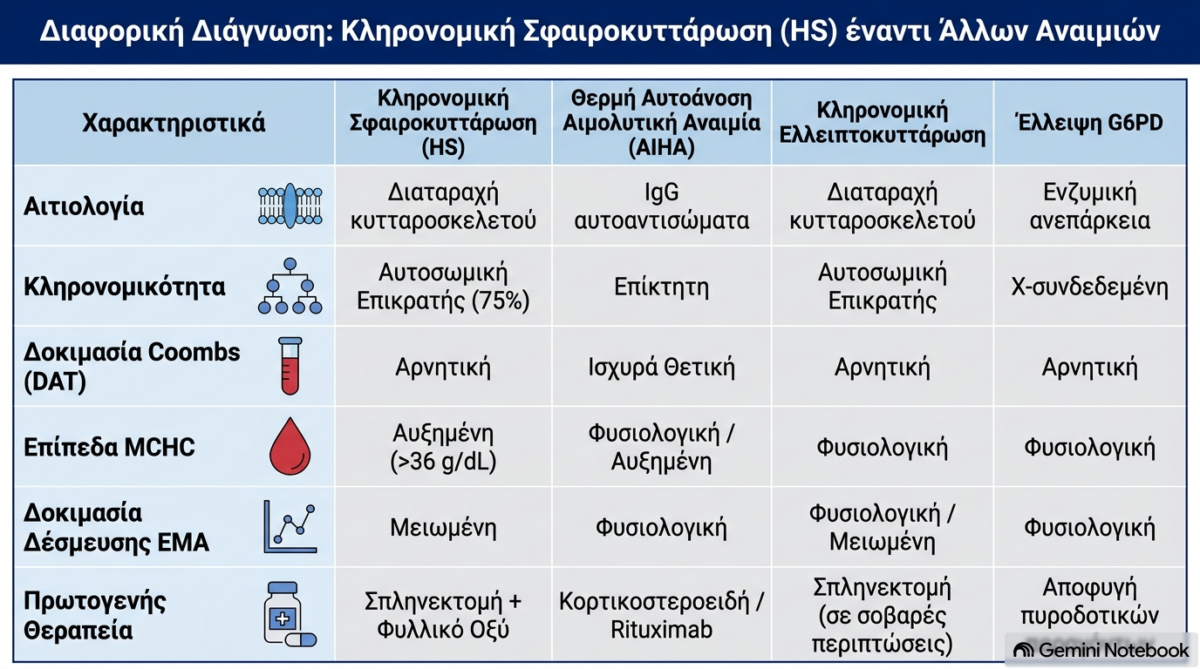 Διαφορική Διάγνωση: Κληρονομική Σφαιροκυττάρωση (HS) έναντι Άλλων Αναιμιών
Χαρακτηριστικά
Κληρονομική
Σφαιροκυττάρωση
(HS)
Θερμή Αυτοάνοση
Αιμολυτική Αναιμία
(AIHA)
Κληρονομική
Ελλειπτοκυττάρωση
Έλλειψη G6PD
Αιτιολογία
Διαταραχή
κυτταροσκελετού
IgG
αυτοαντισώματα
Διαταραχή
κυτταροσκελετού
Ενζυμική
ανεπάρκεια
Κληρονομικότητα
Αυτοσωμική
Επικρατής (75%)
Επίκτητη
Αυτοσωμική
Επικρατής
Χ-συνδεδεμένη
Δοκιμασία Coombs
(DAT)
Αρνητική
Ισχυρά Θετική
Αρνητική
Αρνητική
Επίπεδα MCHC
Αυξημένη
(>36 g/dL)
Φυσιολογική /
Αυξημένη
Φυσιολογική
Φυσιολογική
Δοκιμασία
Δέσμευσης EMA
Μειωμένη
Φυσιολογική
Φυσιολογική /
Μειωμένη
Φυσιολογική
Πρωτογενής
Θεραπεία
Σπληνεκτομή +
Φυλλικό Οξύ
Κορτικοστεροειδή /
Rituximab
Σπληνεκτομή
(σε σοβαρές
περιπτώσεις)
Αποφυγή
πυροδοτικών
Gemini Notebook